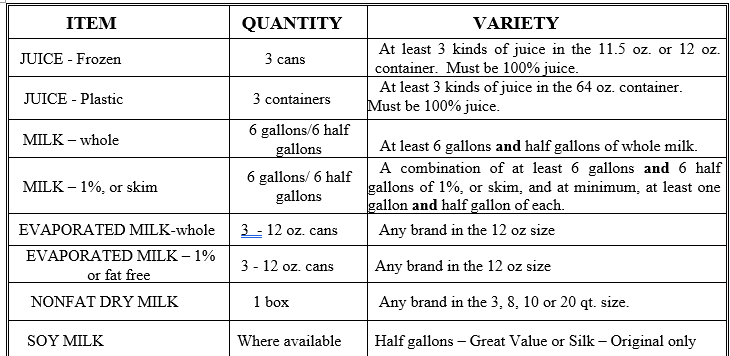 ITEM QUANTITY VARIETY
JUICE - Frozen 3 cans At least 3 kinds of juice in the 11.5 oz. or 12 oz.
container. Must be 100% juice.
JUICE - Plastic 3 containers At least 3 kinds of juice in the 64 oz. container.
Must be 100% juice.
MILK – whole 6 gallons/6 half
gallons At least 6 gallons and half gallons of whole milk.
MILK – 1%, or skim 6 gallons/ 6 half
gallons A combination of at least 6 gallons and 6 half
gallons of 1%, or skim, and at minimum, at least one
gallon and half gallon of each.
EVAPORATED MILK-whole 3 - 12 oz. cans Any brand in the 12 oz size
EVAPORATED MILK – 1%
or fat free 3 - 12 oz. cans Any brand in the 12 oz size
NONFAT DRY MILK 1 box Any brand in the 3, 8, 10 or 20 qt. size.
SOY MILK Where available Half gallons – Great Value or Silk – Original only